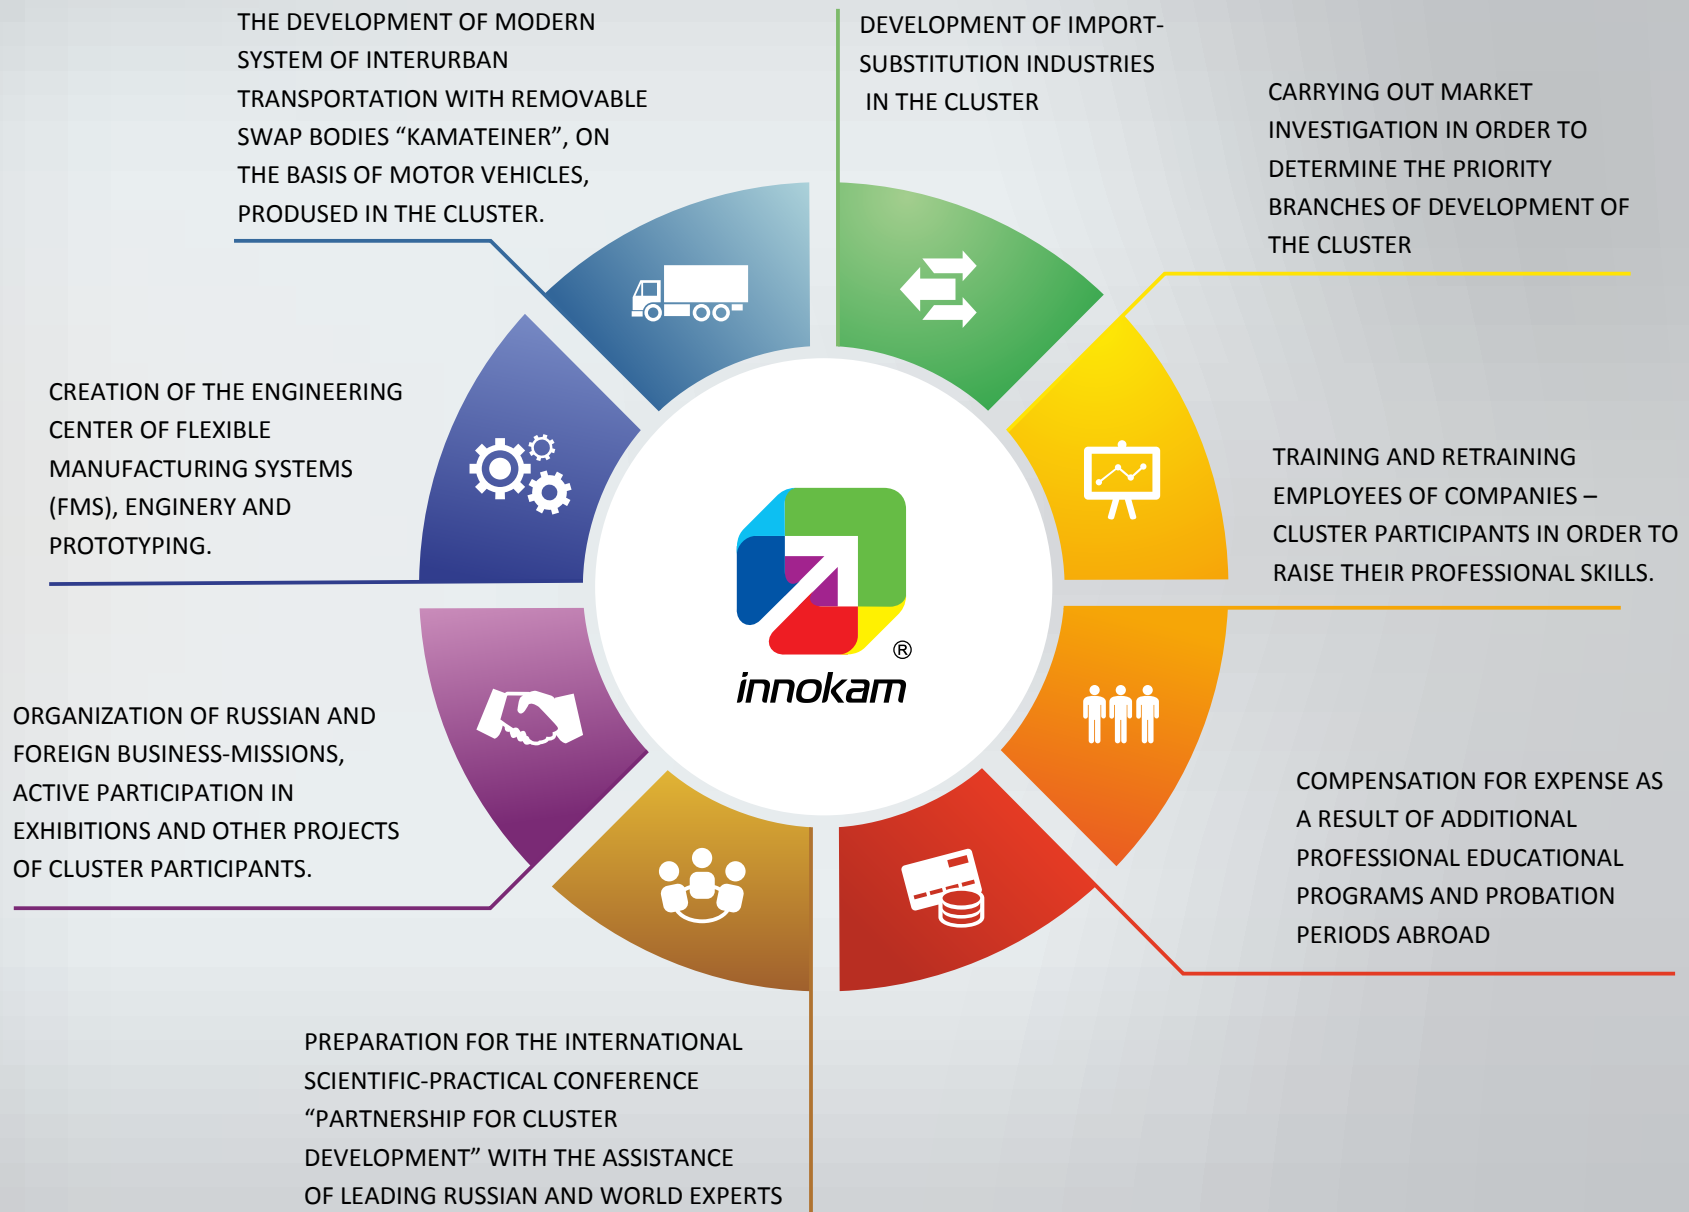 THE DEVELOPMENT OF MODERN
SYSTEM OF INTERURBAN
TRANSPORTATION WITH REMOVABLE
SWAP BODIES “KAMATEINER”, ON
THE BASIS OF MOTOR VEHICLES,
PRODUSED IN THE CLUSTER.
DEVELOPMENT OF IMPORT-
SUBSTITUTION INDUSTRIES
IN THE CLUSTER
CARRYING OUT MARKET
INVESTIGATION IN ORDER TO
DETERMINE THE PRIORITY
BRANCHES OF DEVELOPMENT OF
THE CLUSTER
TRAINING AND RETRAINING
EMPLOYEES OF COMPANIES –
CLUSTER PARTICIPANTS IN ORDER TO
RAISE THEIR PROFESSIONAL SKILLS.
COMPENSATION FOR EXPENSE AS
A RESULT OF ADDITIONAL
PROFESSIONAL EDUCATIONAL
PROGRAMS AND PROBATION
PERIODS ABROAD
PREPARATION FOR THE INTERNATIONAL
SCIENTIFIC-PRACTICAL CONFERENCE
“PARTNERSHIP FOR CLUSTER
DEVELOPMENT” WITH THE ASSISTANCE
OF LEADING RUSSIAN AND WORLD EXPERTS
ORGANIZATION OF RUSSIAN AND
FOREIGN BUSINESS-MISSIONS,
ACTIVE PARTICIPATION IN
EXHIBITIONS AND OTHER PROJECTS
OF CLUSTER PARTICIPANTS.
CREATION OF THE ENGINEERING
CENTER OF FLEXIBLE
MANUFACTURING SYSTEMS
(FMS), ENGINERY AND
PROTOTYPING.
®
innokam